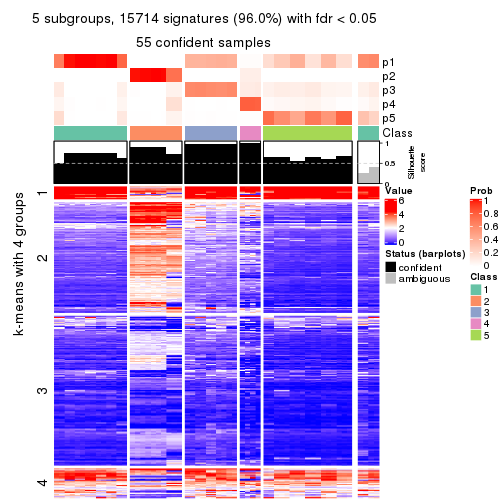 5 subgroups, 15714 signatures (96.0%) with fdr < 0.05
55 confident samples
p1
p2
p3
p4
p5
Class
1
0.5
0
Silhouette
score
k-means with 4 groups
1
2
3
4
Value
6
4
2
0
Status (barplots)
confident
ambiguous
Prob
1
0.8
0.6
0.4
0.2
0
Class
1
2
3
4
5